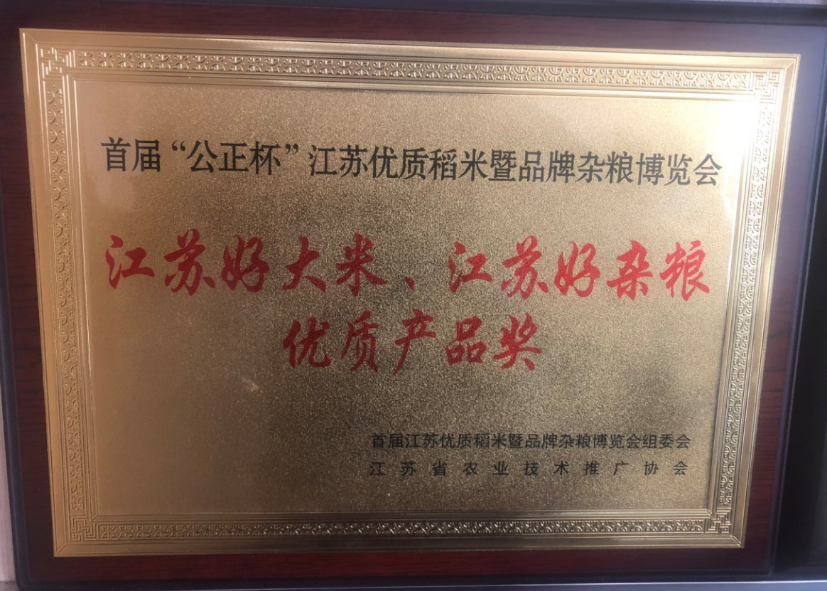 首届“公正杯”江苏优质稻米暨品牌杂粮博览会
江苏好大米、江苏好杂粮
优质产品奖
首届江苏优质稻米暨品牌杂粮博览会组委会
江苏省农业技术推广协会